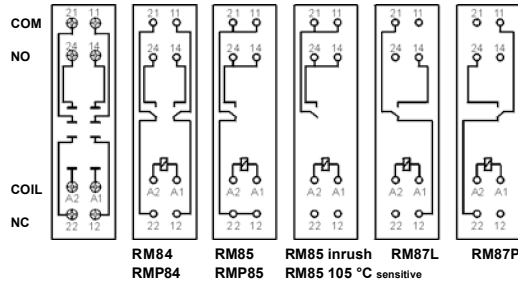 21 11 21 11 21 11 21 11 21 11 21 11
COM
24 14 24 14 24 14 24 14 24 14 24 14
NO
COIL
A2 A1 A2 A1 A2 A1 A2 A1 A2 A1 A2 A1
NC
22 12 22 12 22 12 22 12 22 12 22 12
RM84 RM85 RM85 inrush RM87L RM87P
RMP84 RMP85 RM85 105 °C sensitive